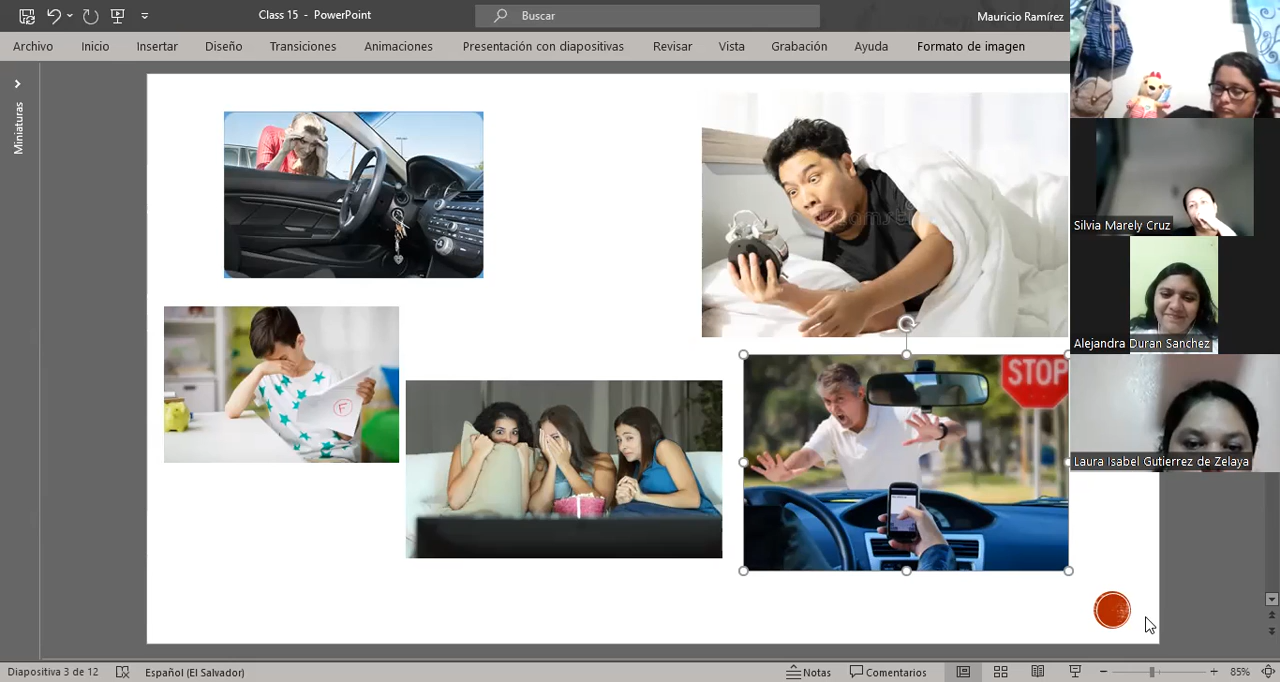 Class 15 - PowerPoint
Buscar
Mauricio Ramírez
Archivo Inicio Insertar Diseño Transiciones Animaciones Presentación con diapositivas Revisar Vista Grabación Ayuda Formato de imagen
Miniaturas
F
STOP
Silvia Marely Cruz
Alejandra Duran Sanchez
Laura Isabel Gutierrez de Zelaya
Diapositiva 3 de 12 Español (El Salvador) Notas Comentarios 85%